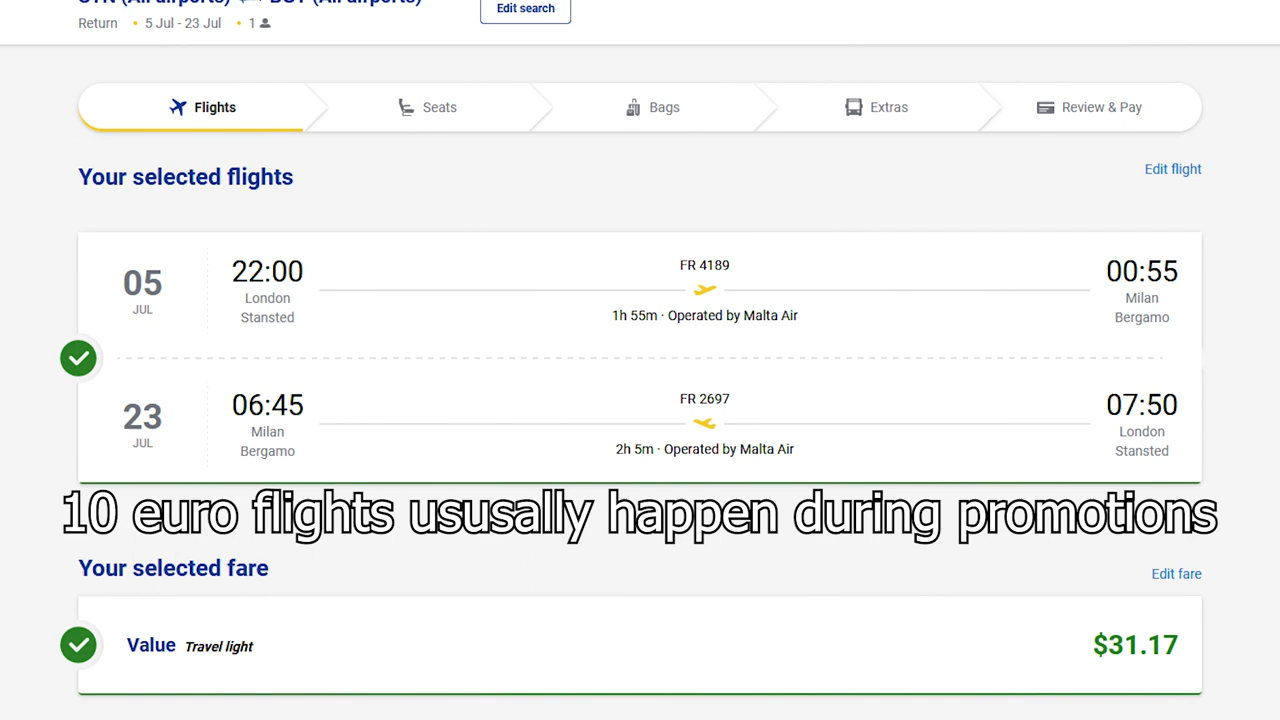 Return • 5 Jul - 23 Jul • 1
Edit search
Flights
Seats
Bags
Extras
Review & Pay
Your selected flights
Edit flight
05
JUL
22:00
London
Stansted
FR 4189
1h 55m · Operated by Malta Air
00:55
Milan
Bergamo
23
JUL
06:45
Milan
Bergamo
FR 2697
2h 5m · Operated by Malta Air
07:50
London
Stansted
10 euro flights ususally happen during promotions
Your selected fare
Edit fare
Value Travel light
$31.17